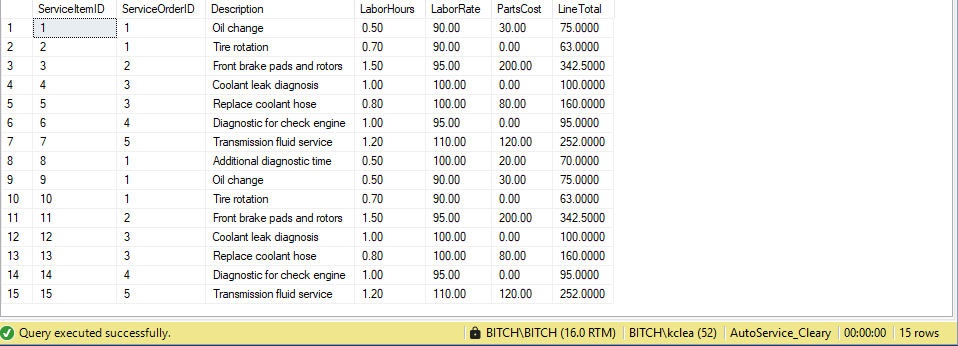 ServiceItemID ServiceOrderID Description LaborHours LaborRate PartsCost LineTotal
1 1 1 Oil change 0.50 90.00 30.00 75.0000
2 2 1 Tire rotation 0.70 90.00 0.00 63.0000
3 3 2 Front brake pads and rotors 1.50 95.00 200.00 342.5000
4 4 3 Coolant leak diagnosis 1.00 100.00 0.00 100.0000
5 5 3 Replace coolant hose 0.80 100.00 80.00 160.0000
6 6 4 Diagnostic for check engine 1.00 95.00 0.00 95.0000
7 7 5 Transmission fluid service 1.20 110.00 120.00 252.0000
8 8 1 Additional diagnostic time 0.50 100.00 20.00 70.0000
9 9 1 Oil change 0.50 90.00 30.00 75.0000
10 10 1 Tire rotation 0.70 90.00 0.00 63.0000
11 11 2 Front brake pads and rotors 1.50 95.00 200.00 342.5000
12 12 3 Coolant leak diagnosis 1.00 100.00 0.00 100.0000
13 13 3 Replace coolant hose 0.80 100.00 80.00 160.0000
14 14 4 Diagnostic for check engine 1.00 95.00 0.00 95.0000
15 15 5 Transmission fluid service 1.20 110.00 120.00 252.0000
Query executed successfully. BITCH\BITCH (16.0 RTM) BITCH\kclea (52) AutoService_Cleary 00:00:00 15 rows